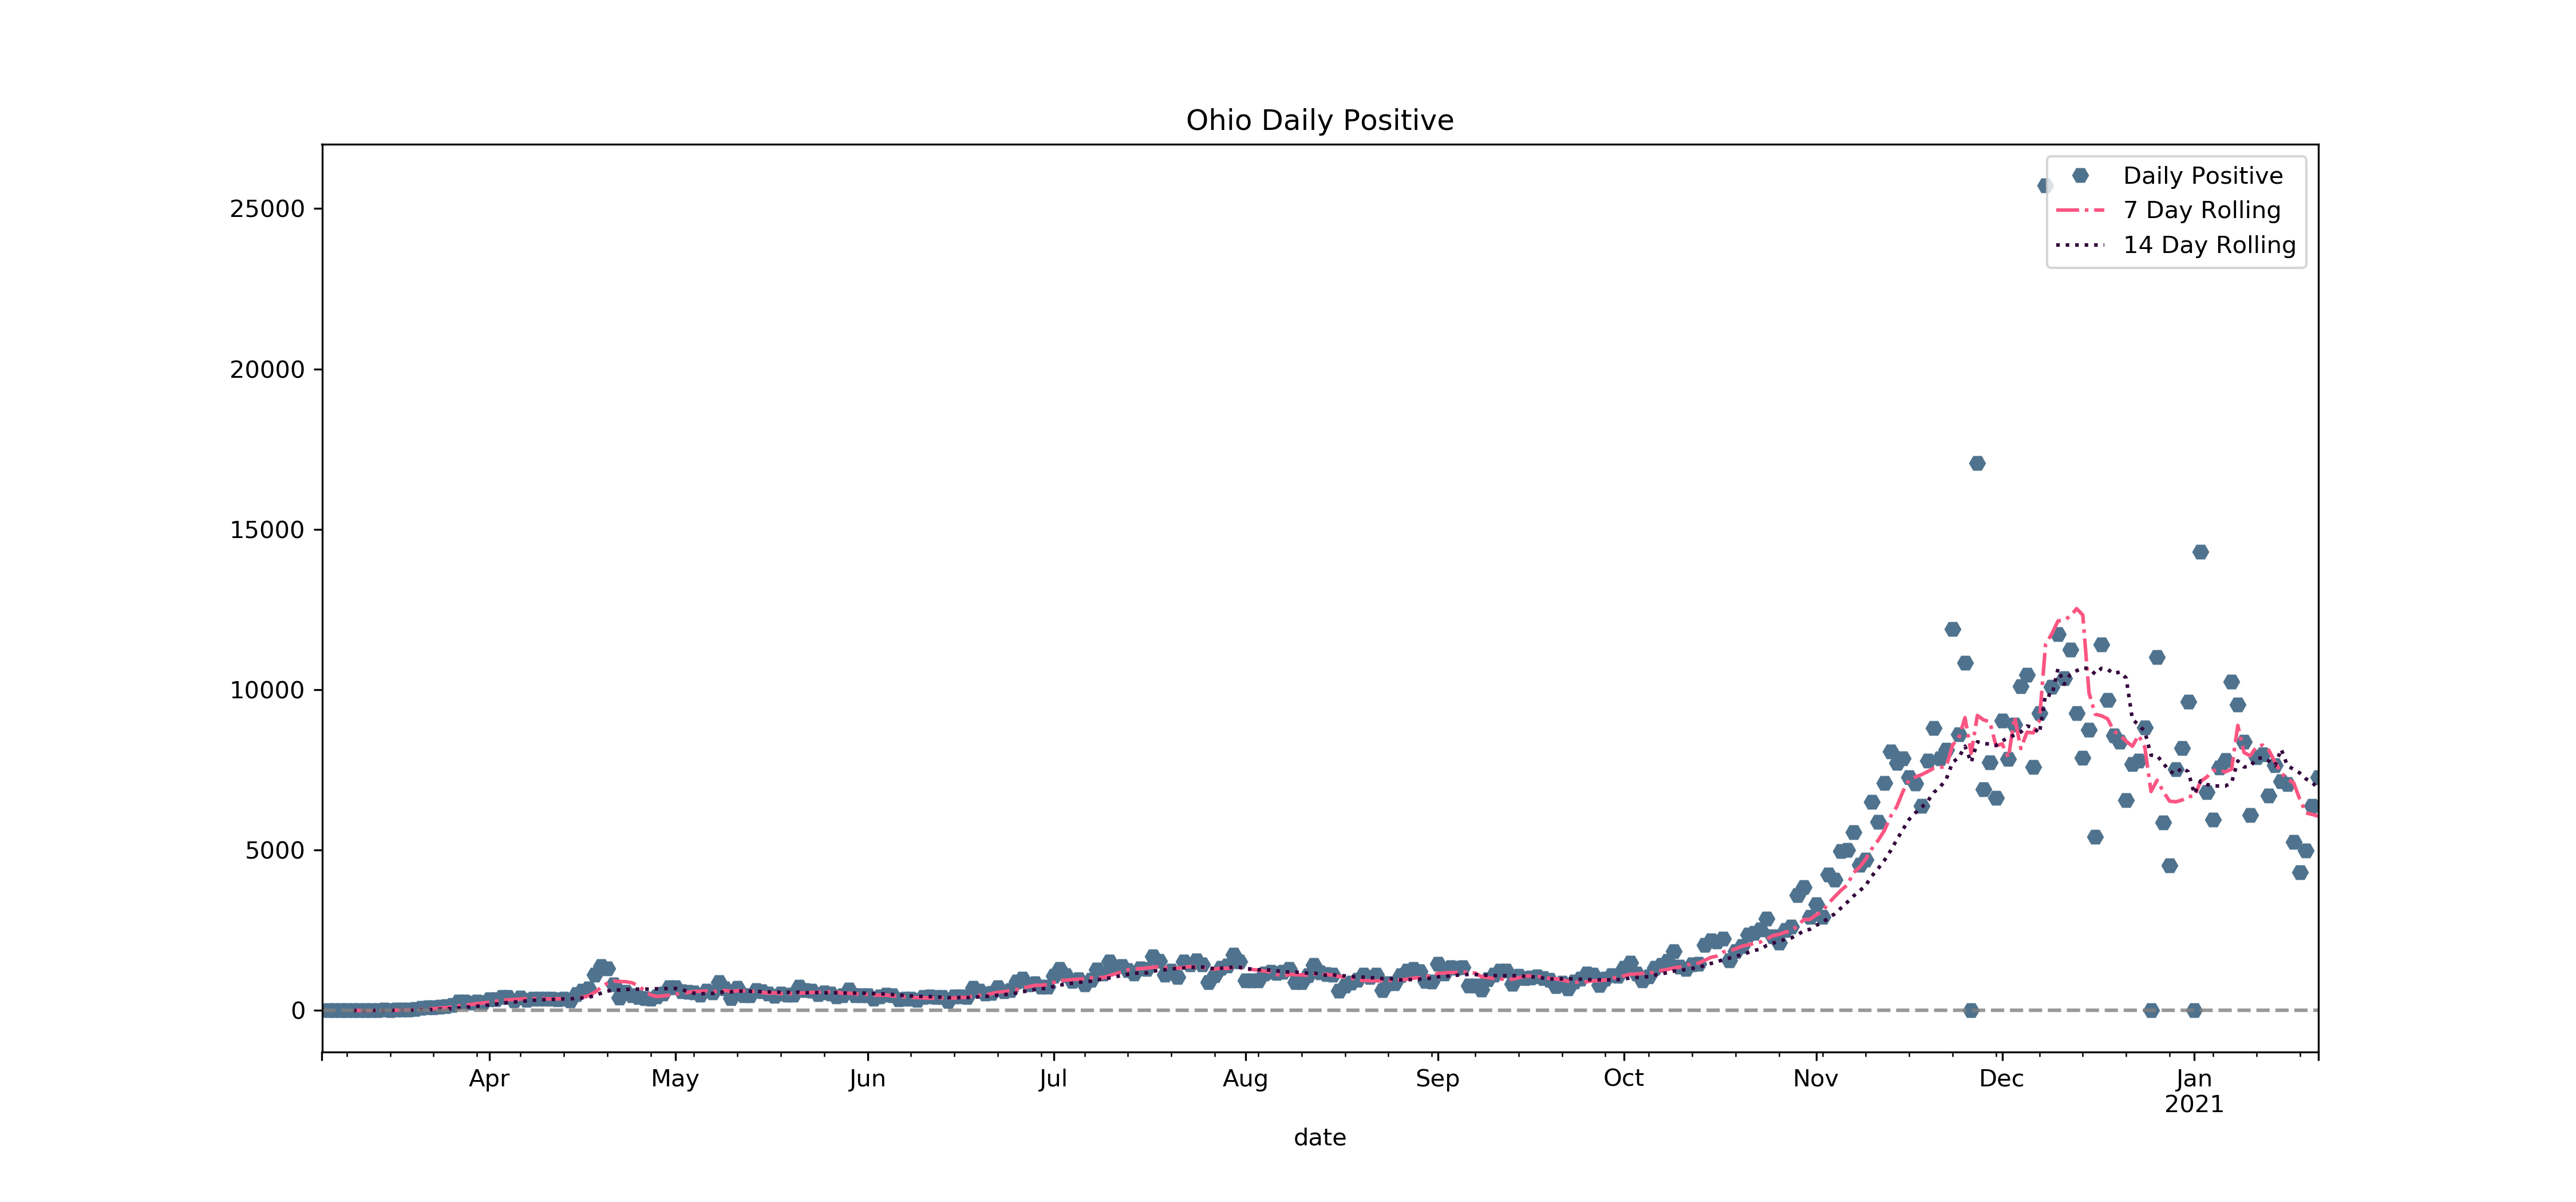 Ohio Daily Positive
Daily Positive
7 Day Rolling
14 Day Rolling
25000
20000
15000
10000
5000
0
Apr May Jun Jul Aug Sep Oct Nov Dec Jan
2021
date